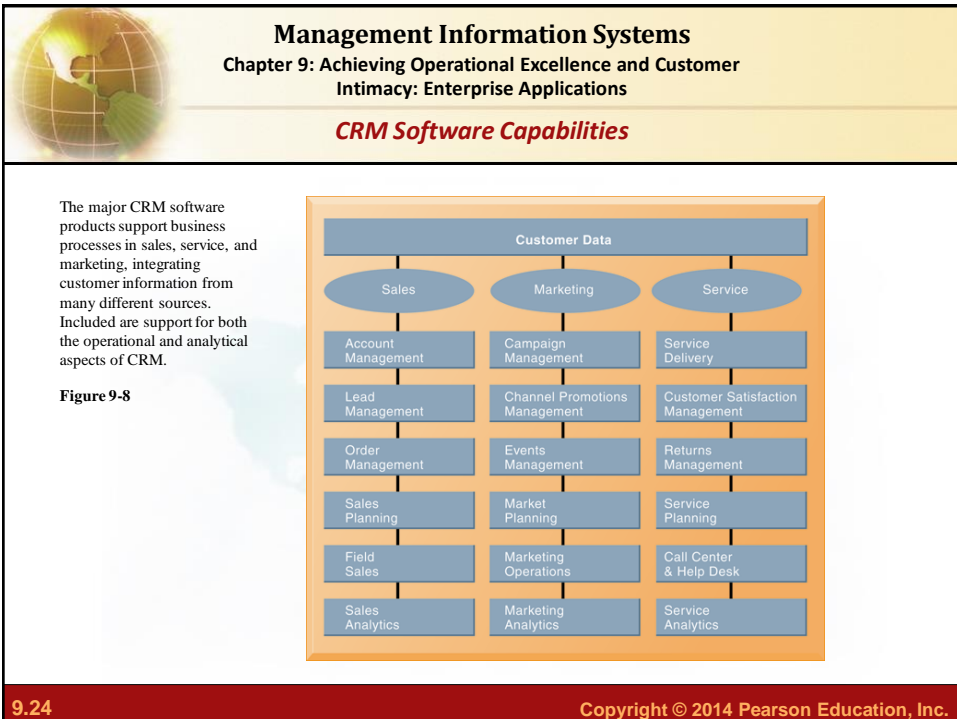 Management Information Systems
Chapter 9: Achieving Operational Excellence and Customer
Intimacy: Enterprise Applications
CRM Software Capabilities
The major CRM software
products support business
processes in sales, service, and
marketing, integrating
customer information from
many different sources.
Included are support for both
the operational and analytical
aspects of CRM.
Figure 9-8
Customer Data
Sales
Marketing
Service
Account
Management
Campaign
Management
Service
Delivery
Lead
Management
Channel Promotions
Management
Customer Satisfaction
Management
Order
Management
Events
Management
Returns
Management
Sales
Planning
Market
Planning
Service
Planning
Field
Sales
Marketing
Operations
Call Center
& Help Desk
Sales
Analytics
Marketing
Analytics
Service
Analytics
9.24
Copyright © 2014 Pearson Education, Inc.